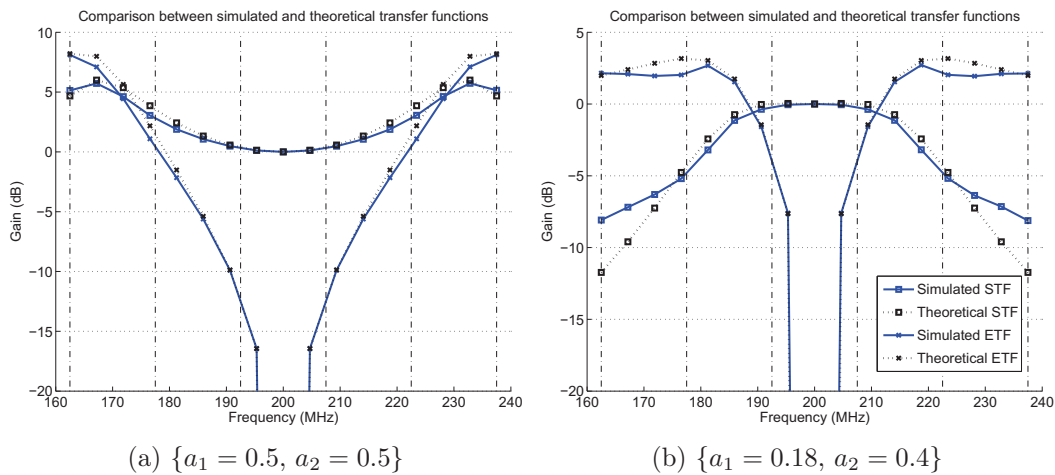 Comparison between simulated and theoretical transfer functions
10
5
0
−5
−10
−15
−20
Gain (dB)
160 170 180 190 200 210 220 230 240
Frequency (MHz)
(a) {a1 = 0.5, a2 = 0.5}
Comparison between simulated and theoretical transfer functions
5
0
−5
−10
−15
−20
Gain (dB)
Simulated STF
Theoretical STF
Simulated ETF
Theoretical ETF
160 170 180 190 200 210 220 230 240
Frequency (MHz)
(b) {a1 = 0.18, a2 = 0.4}